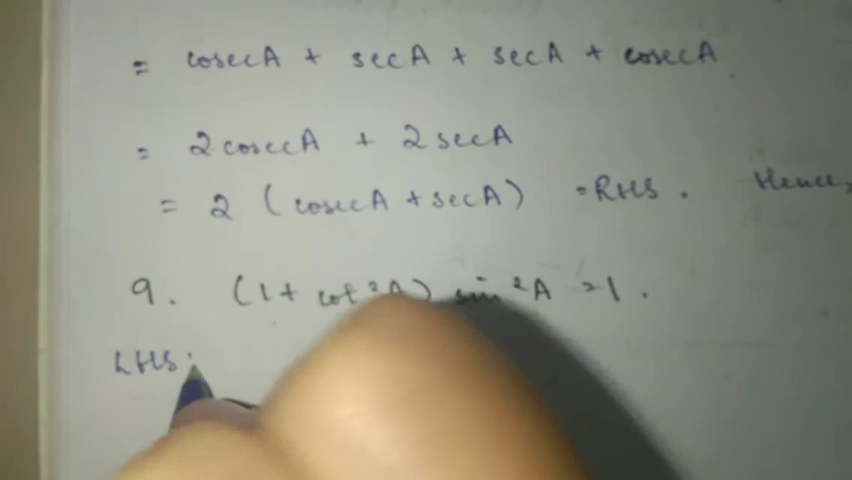 = cosecA + secA + secA + cosecA
= 2cosecA + 2secA
= 2 (cosecA + secA) = RHS. Hence,
9. (1 + cot²A) sin²A = 1.
LHS: